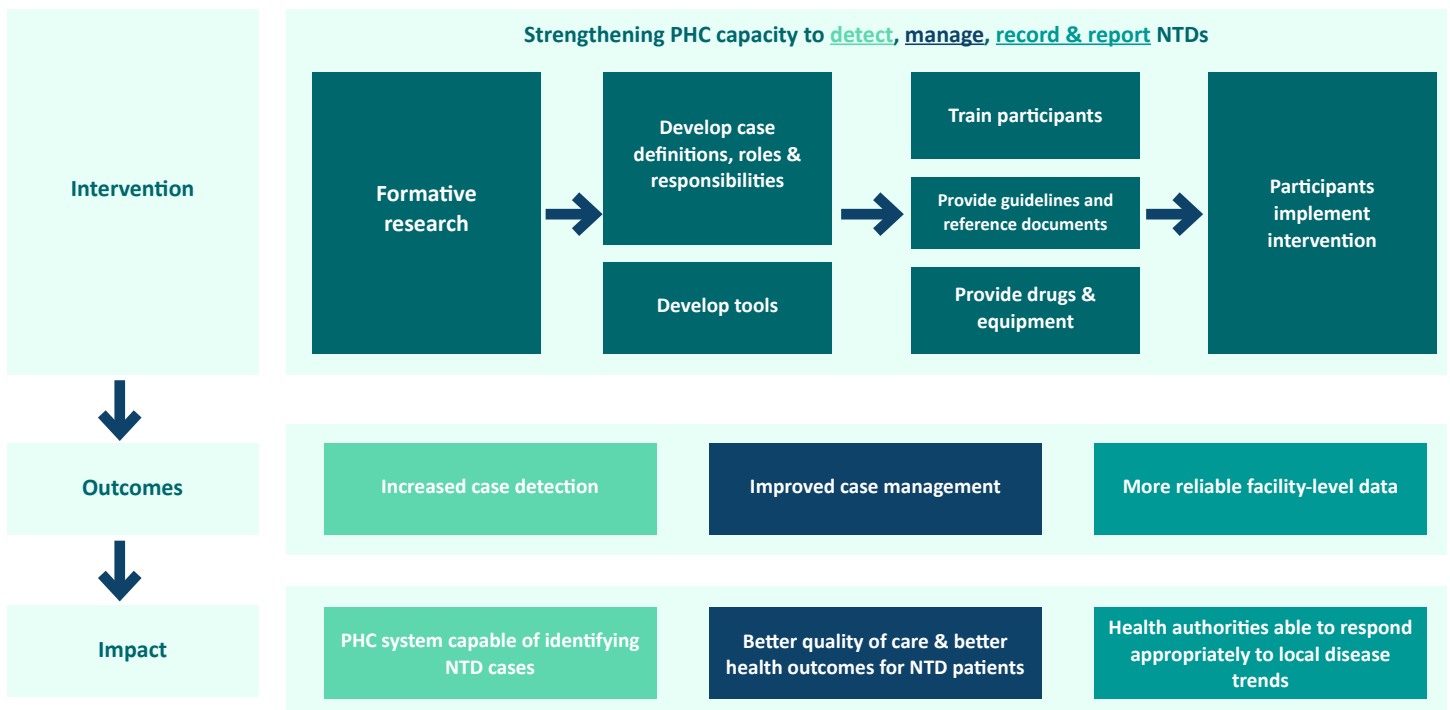 Strengthening PHC capacity to detect, manage, record & report NTDs
Intervention
Formative
research
Develop case
definitions, roles &
responsibilities
Develop tools
Train participants
Provide guidelines and
reference documents
Provide drugs &
equipment
Participants
implement
intervention
Outcomes
Increased case detection
Improved case management
More reliable facility-level data
Impact
PHC system capable of identifying
NTD cases
Better quality of care & better
health outcomes for NTD patients
Health authorities able to respond
appropriately to local disease
trends